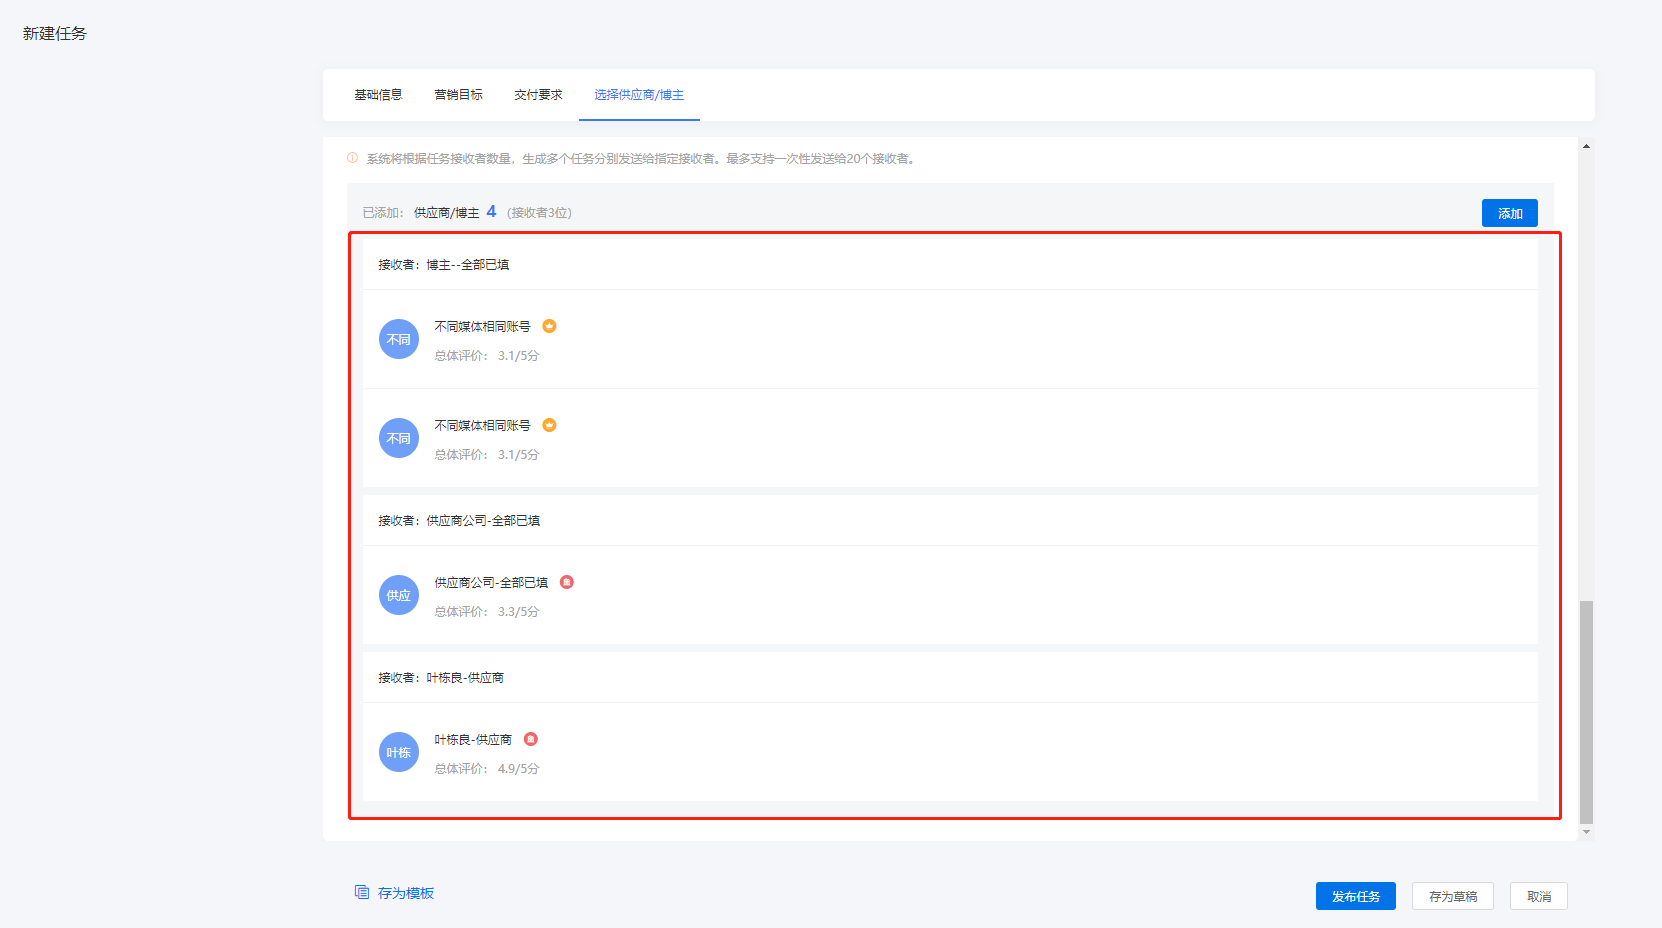 新建任务
基础信息 营销目标 交付要求 选择供应商/博主
系统将根据任务接收者数量，生成多个任务分别发送给指定接收者。最多支持一次性发送给20个接收者。
已添加： 供应商/博主 4 (接收者3位) 添加
接收者：博主--全部已填
不同 不同媒体相同账号
总体评价： 3.1/5分
不同 不同媒体相同账号
总体评价： 3.1/5分
接收者：供应商公司-全部已填
供应 供应商公司-全部已填
总体评价： 3.3/5分
接收者：叶栋良-供应商
叶栋 叶栋良-供应商
总体评价： 4.9/5分
存为模板 发布任务 存为草稿 取消